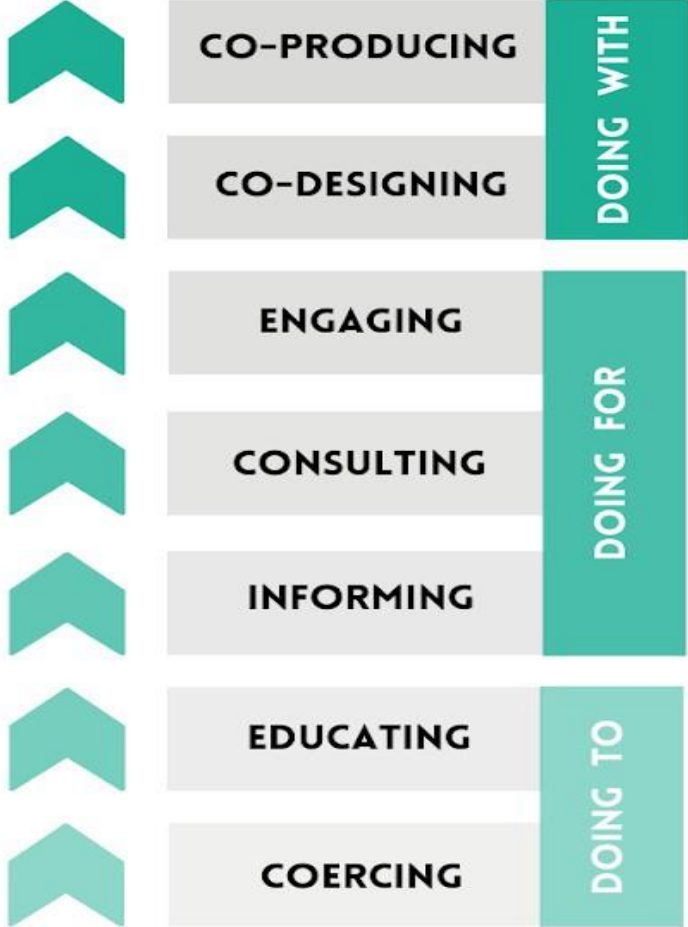 CO-PRODUCING
CO-DESIGNING
DOING WITH
ENGAGING
CONSULTING
INFORMING
DOING FOR
EDUCATING
COERCING
DOING TO